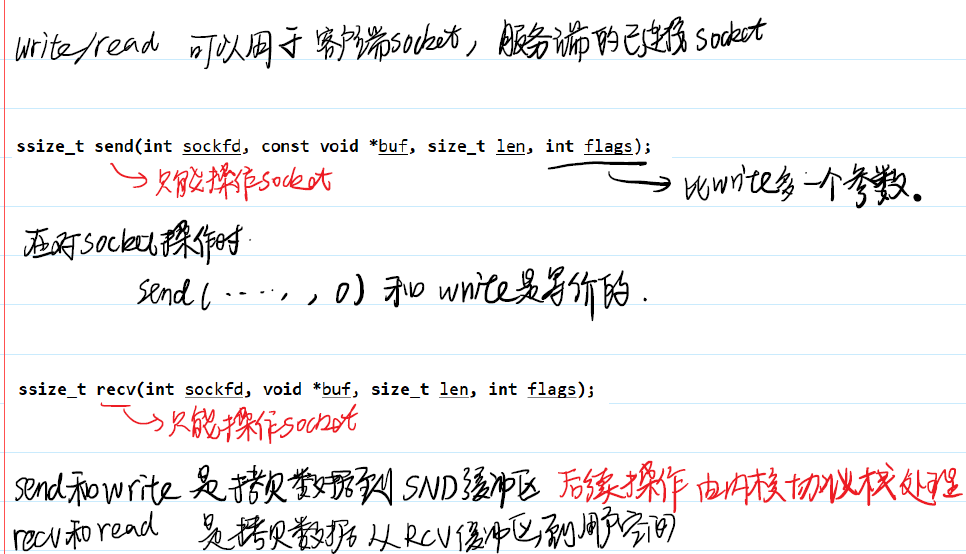 write/read 可以用于 客户端socket，服务端的已连接 socket
ssize_t send(int sockfd, const void *buf, size_t len, int flags);
只能操作socket
比write多一个参数。
在对socket操作时
send(....., , 0) 和 write是等价的.
ssize_t recv(int sockfd, void *buf, size_t len, int flags);
只能操作socket
send和write 是拷贝数据到 SND缓冲区 后续操作 由内核协议栈处理
recv和read 是拷贝数据 从RCV缓冲区到用户空间